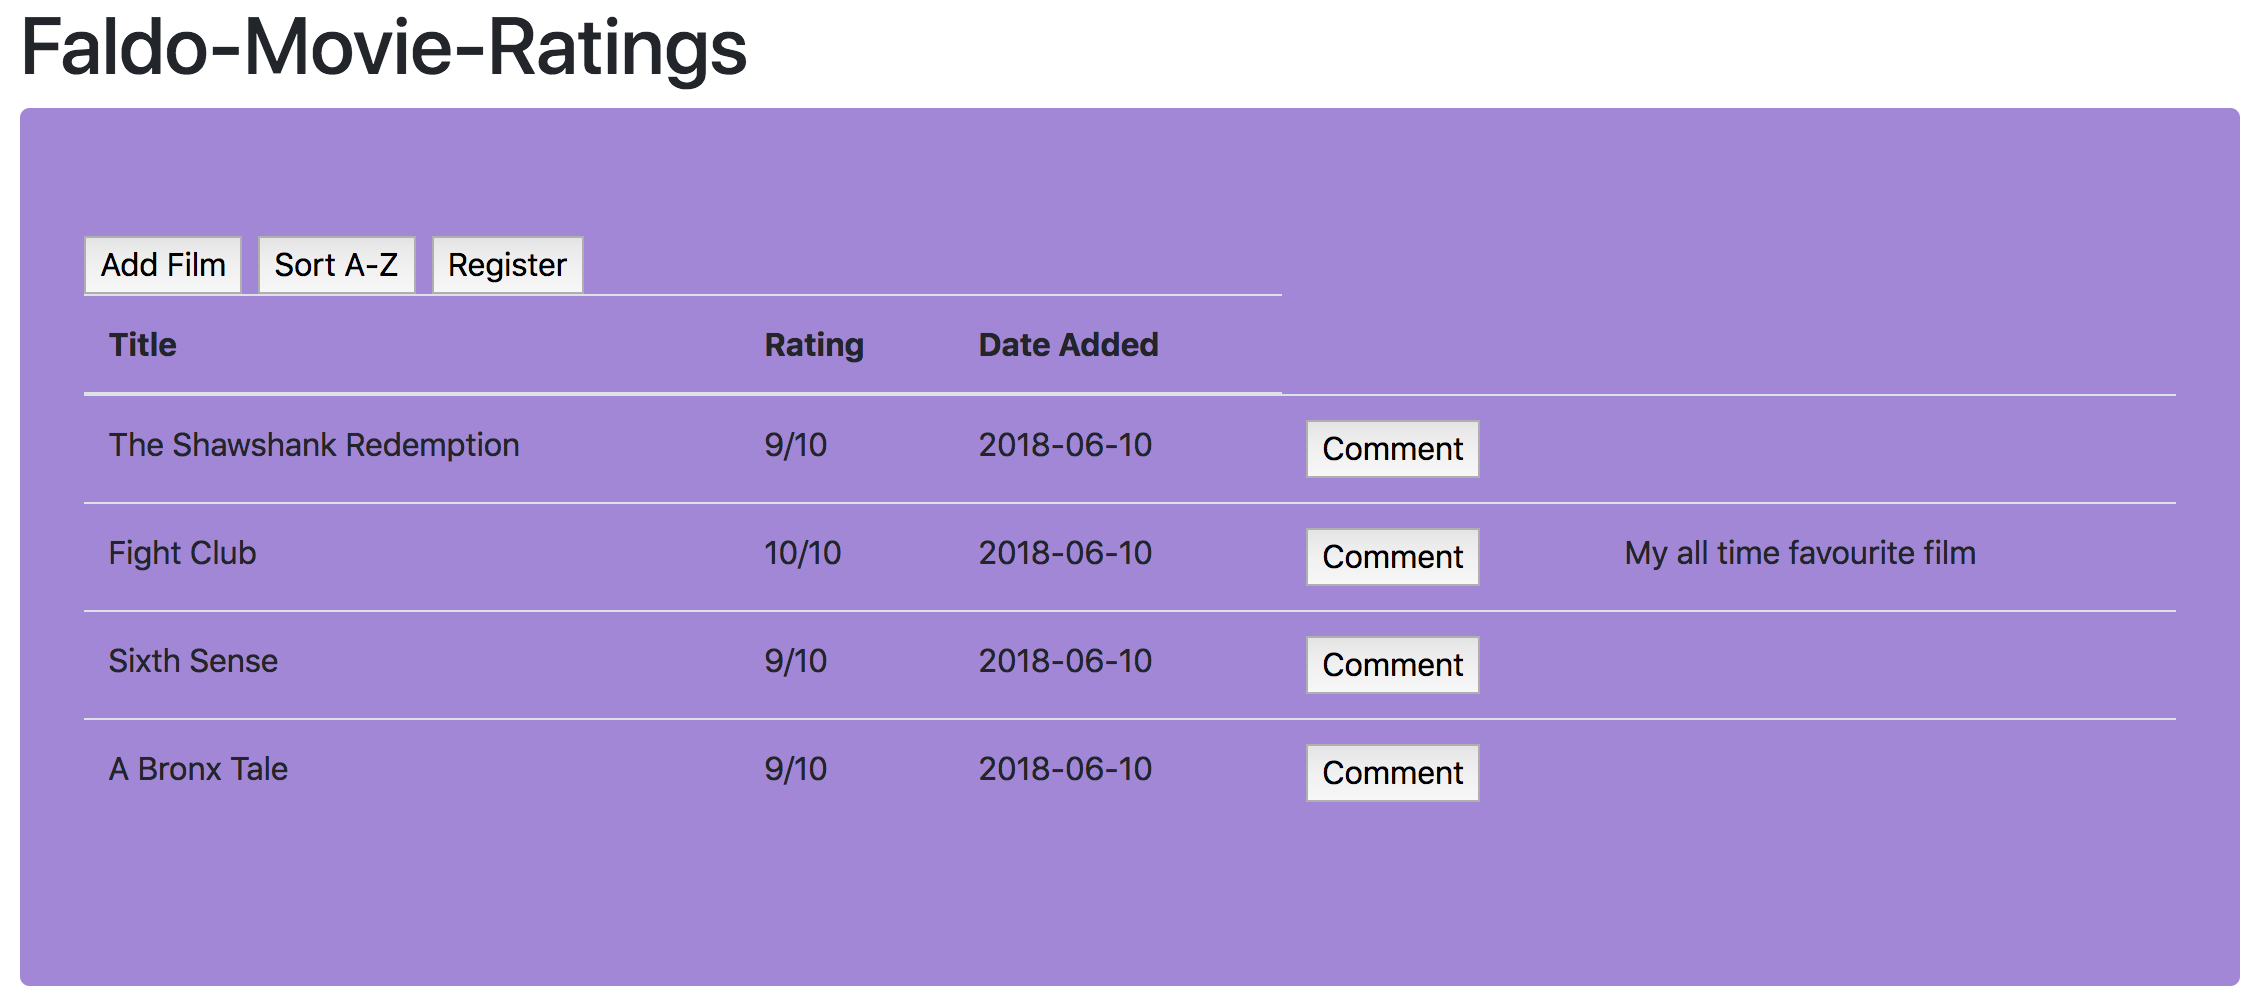 Faldo-Movie-Ratings
Add Film Sort A-Z Register
Title Rating Date Added
The Shawshank Redemption 9/10 2018-06-10 Comment
Fight Club 10/10 2018-06-10 Comment My all time favourite film
Sixth Sense 9/10 2018-06-10 Comment
A Bronx Tale 9/10 2018-06-10 Comment